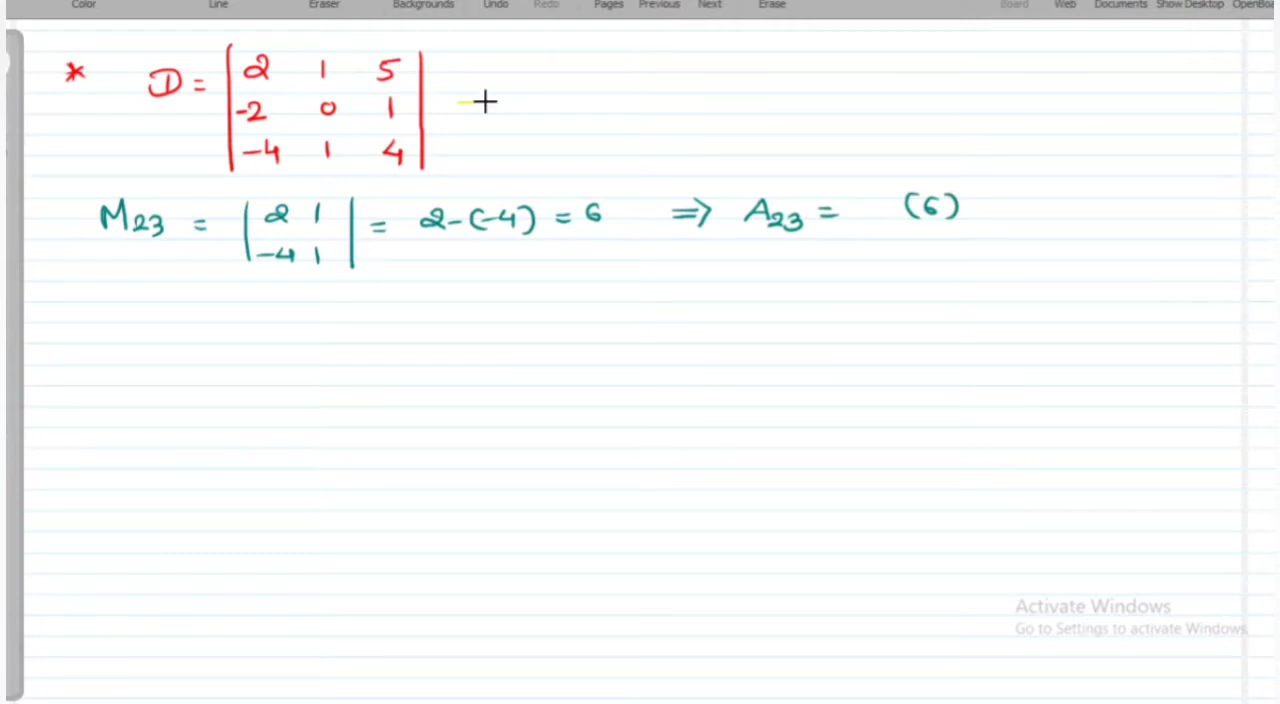 Color Line Eraser Backgrounds Undo Redo Pages Previous Next Erase Board Web Documents Show Desktop OpenBoa
* D = | 2 1 5 |
| -2 0 1 |
| -4 1 4 |
M23 = | 2 1 | = 2-(-4) = 6 ⇒ A23 = (6)
| -4 1 |
Activate Windows
Go to Settings to activate Windows.